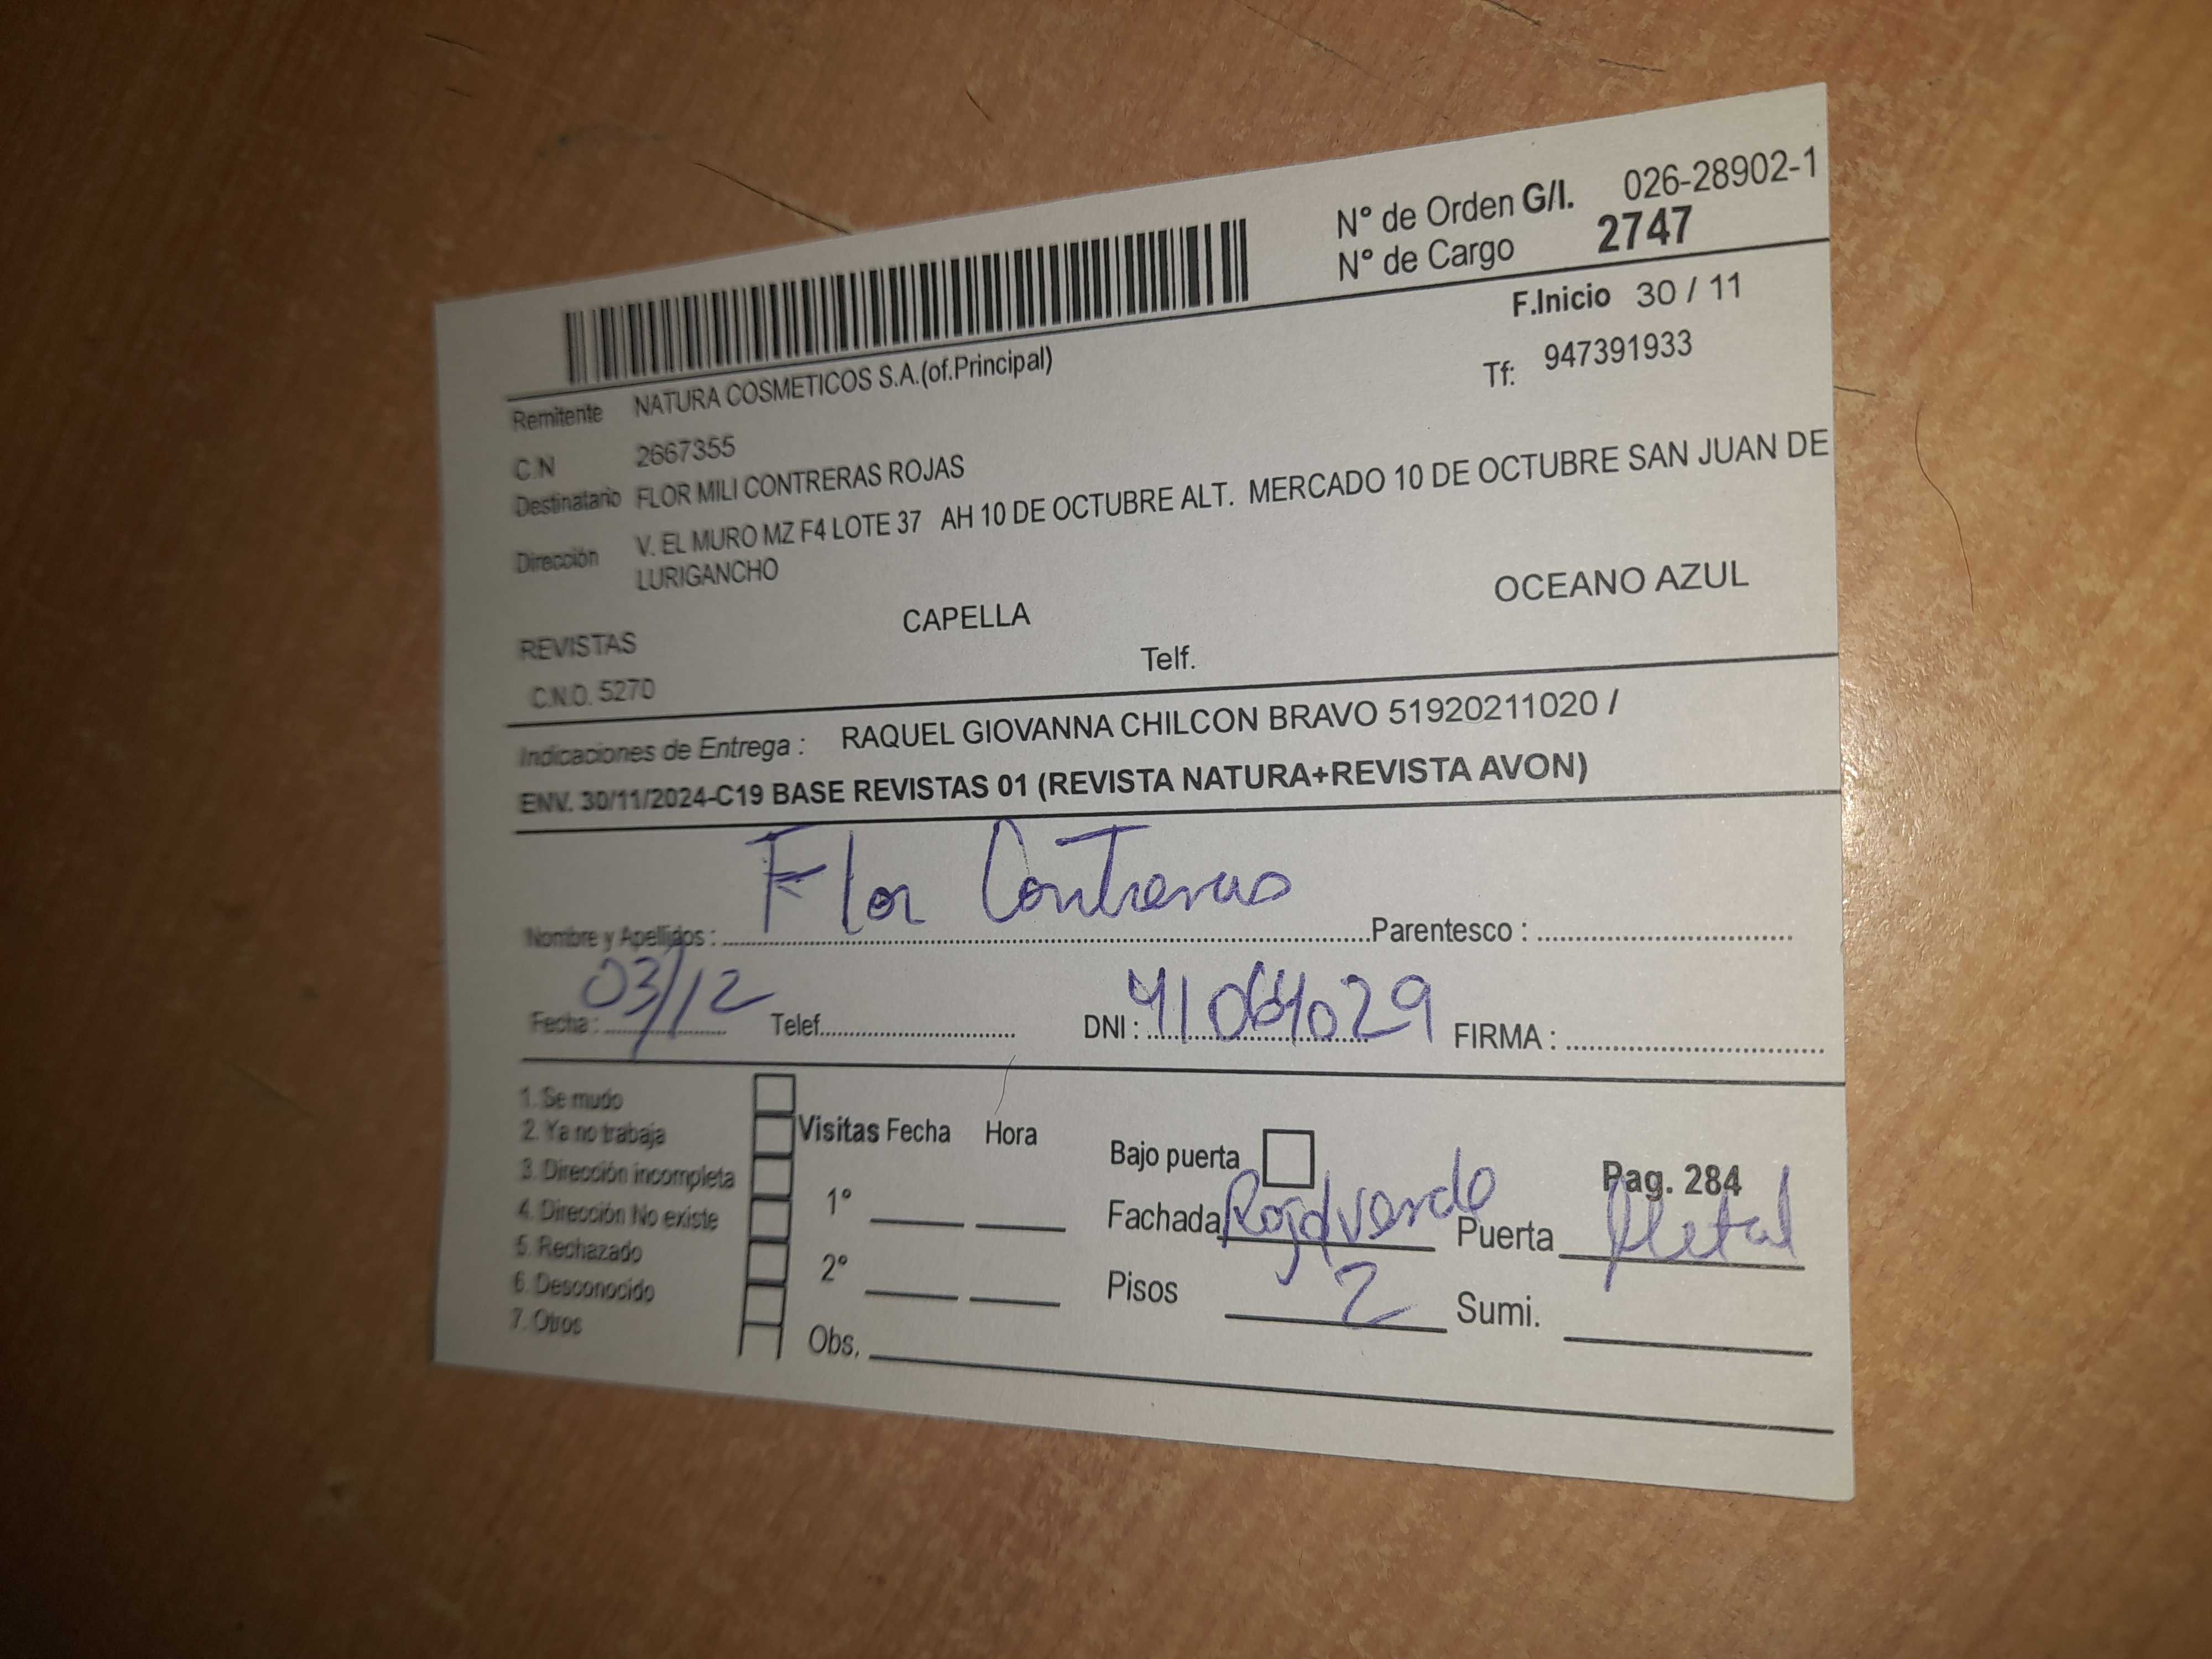 N° de Orden G/I. 026-28902-1
N° de Cargo 2747
F.Inicio 30 / 11
Remitente NATURA COSMETICOS S.A.(of.Principal)
Tf: 947391933
C.N 2667355
Destinatario FLOR MILI CONTRERAS ROJAS
Dirección V. EL MURO MZ F4 LOTE 37 AH 10 DE OCTUBRE ALT. MERCADO 10 DE OCTUBRE SAN JUAN DE
LURIGANCHO
REVISTAS CAPELLA OCEANO AZUL
C.N.O. 5270 Telf.
Indicaciones de Entrega : RAQUEL GIOVANNA CHILCON BRAVO 51920211020 /
ENV. 30/11/2024-C19 BASE REVISTAS 01 (REVISTA NATURA+REVISTA AVON)
Nombre y Apellidos : Flor Contreras Parentesco :
Fecha : 03/12 Telef. DNI : FIRMA :
1. Se mudo
2. Ya no trabaja
3. Dirección incompleta
4. Dirección No existe
5. Rechazado
6. Desconocido
7. Otros
Visitas Fecha Hora
1°
2°
Obs.
Bajo puerta Pag. 284
Fachada Rojo/verde Puerta Metal
Pisos 2 Sumi.